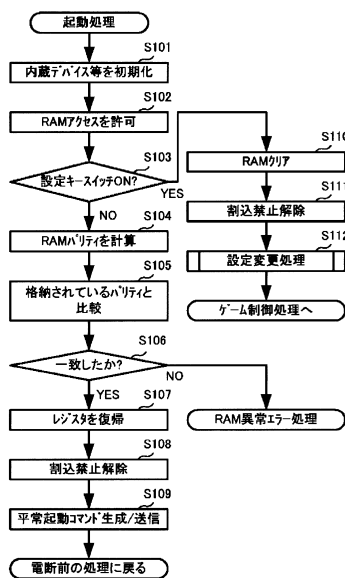 起動処理
S101
内蔵デバイス等を初期化
S102
RAMアクセスを許可
S103
設定キースイッチON?
YES
NO
S104
RAMパリティを計算
S105
格納されているパリティと
比較
S106
一致したか?
NO
YES
S107
レジスタを復帰
S108
割込禁止解除
S109
平常起動コマンド生成/送信
電断前の処理に戻る
S110
RAMクリア
S111
割込禁止解除
S112
設定変更処理
ゲーム制御処理へ
RAM異常エラー処理